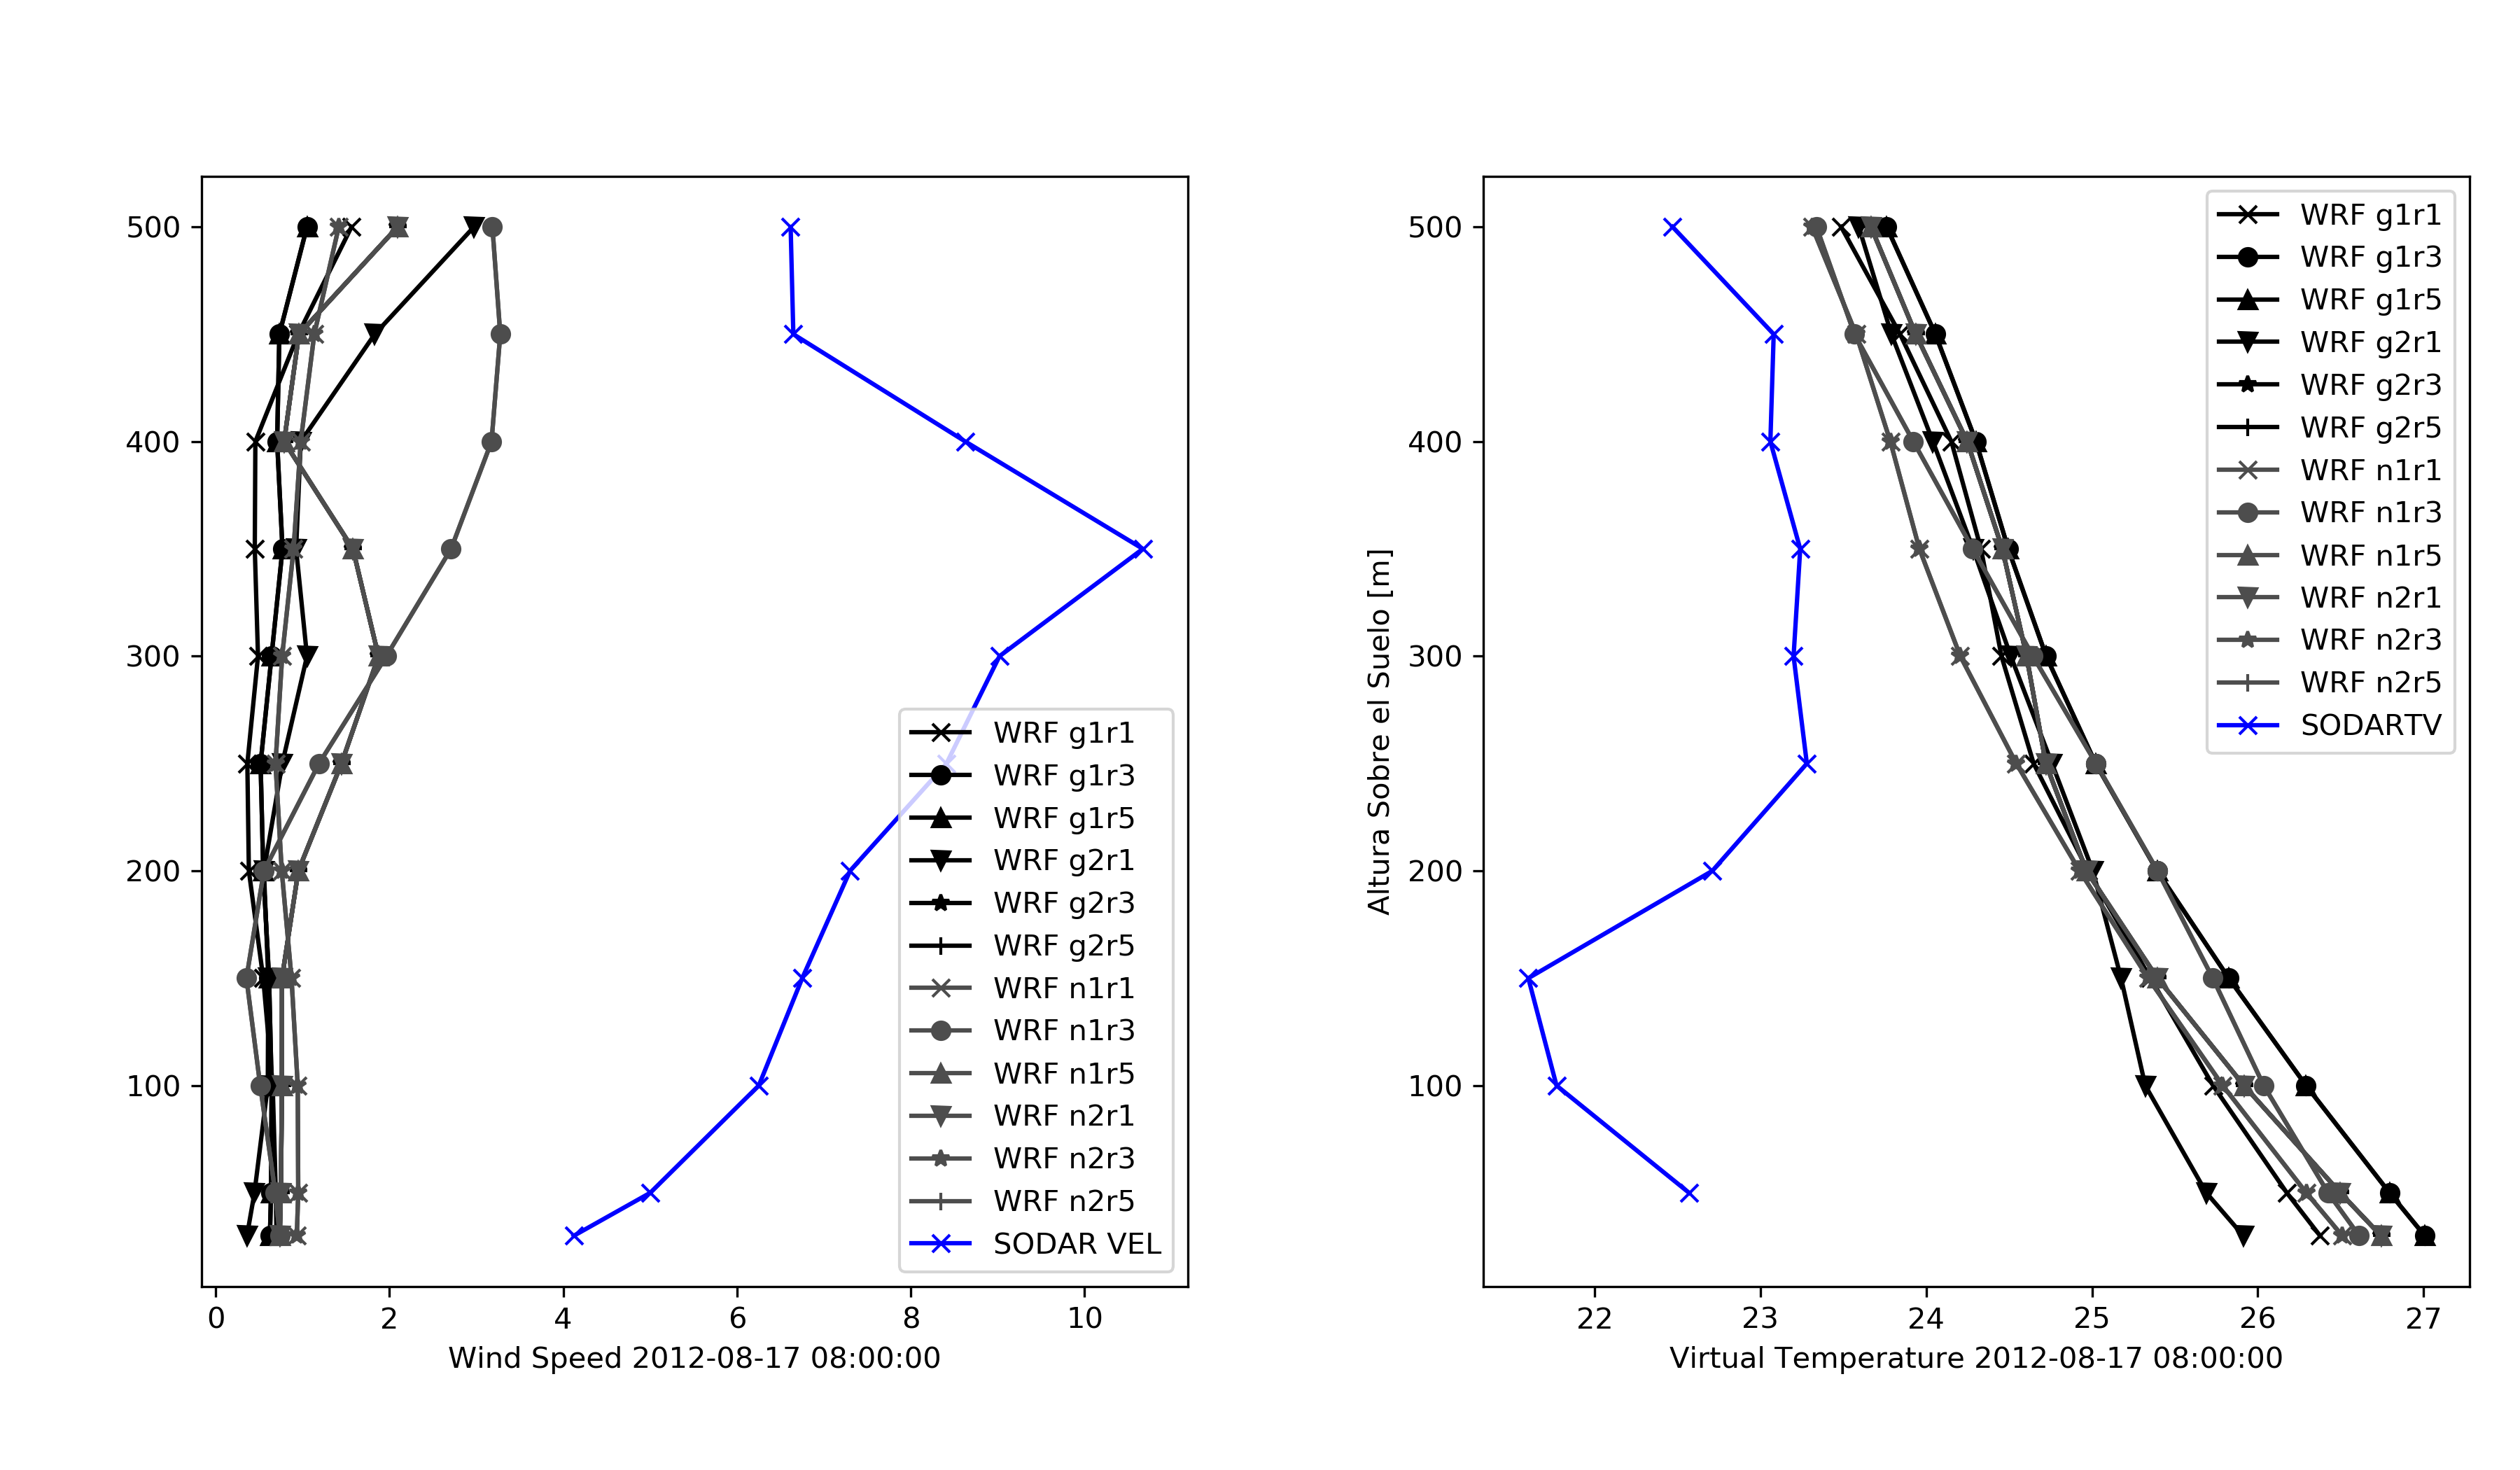 500
400
300
200
100
0 2 4 6 8 10
Wind Speed 2012-08-17 08:00:00
WRF g1r1
WRF g1r3
WRF g1r5
WRF g2r1
WRF g2r3
WRF g2r5
WRF n1r1
WRF n1r3
WRF n1r5
WRF n2r1
WRF n2r3
WRF n2r5
SODAR VEL
Altura Sobre el Suelo [m]
500
400
300
200
100
22 23 24 25 26 27
Virtual Temperature 2012-08-17 08:00:00
WRF g1r1
WRF g1r3
WRF g1r5
WRF g2r1
WRF g2r3
WRF g2r5
WRF n1r1
WRF n1r3
WRF n1r5
WRF n2r1
WRF n2r3
WRF n2r5
SODARTV